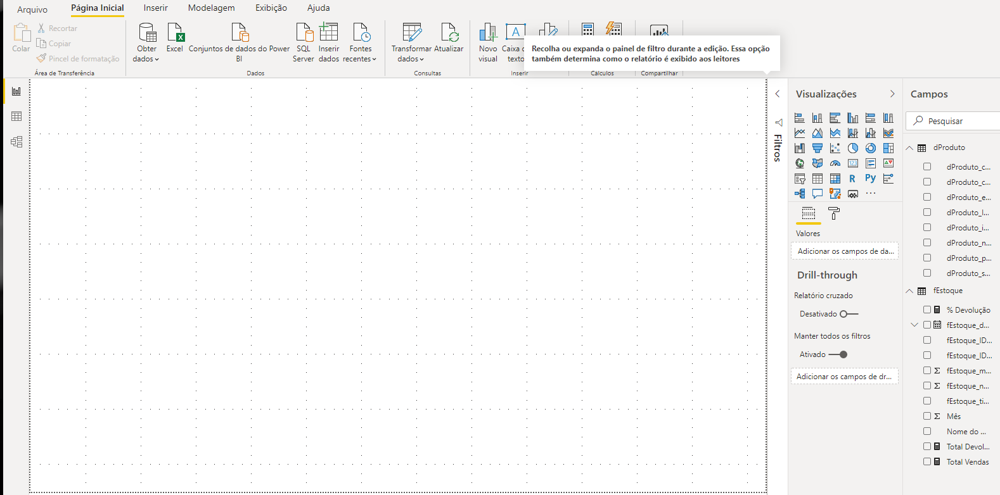 Arquivo
Página Inicial
Inserir
Modelagem
Exibição
Ajuda
Colar
Recortar
Copiar
Pincel de formatação
Área de Transferência
Obter
dados
Excel
Conjuntos de dados do Power
BI
SQL
Server
Inserir
dados
Fontes
recentes
Dados
Transformar
dados
Atualizar
Consultas
Novo
visual
A
Caixa
texto
Inserir
Cálculos
Compartilhar
Recolha ou expanda o painel de filtro durante a edição. Essa opção
também determina como o relatório é exibido aos leitores
Filtros
Visualizações
123
R
Py
...
Valores
Adicionar os campos de da...
Drill-through
Relatório cruzado
Desativado
Manter todos os filtros
Ativado
Adicionar os campos de dr...
Campos
Pesquisar
dProduto
dProduto_c...
dProduto_c...
dProduto_e...
dProduto_l...
dProduto_i...
dProduto_n...
dProduto_p...
dProduto_s...
fEstoque
% Devolução
fEstoque_d...
fEstoque_ID...
fEstoque_ID...
Σ fEstoque_m...
Σ fEstoque_n...
fEstoque_ti...
Σ Mês
Nome do ...
Total Devol...
Total Vendas